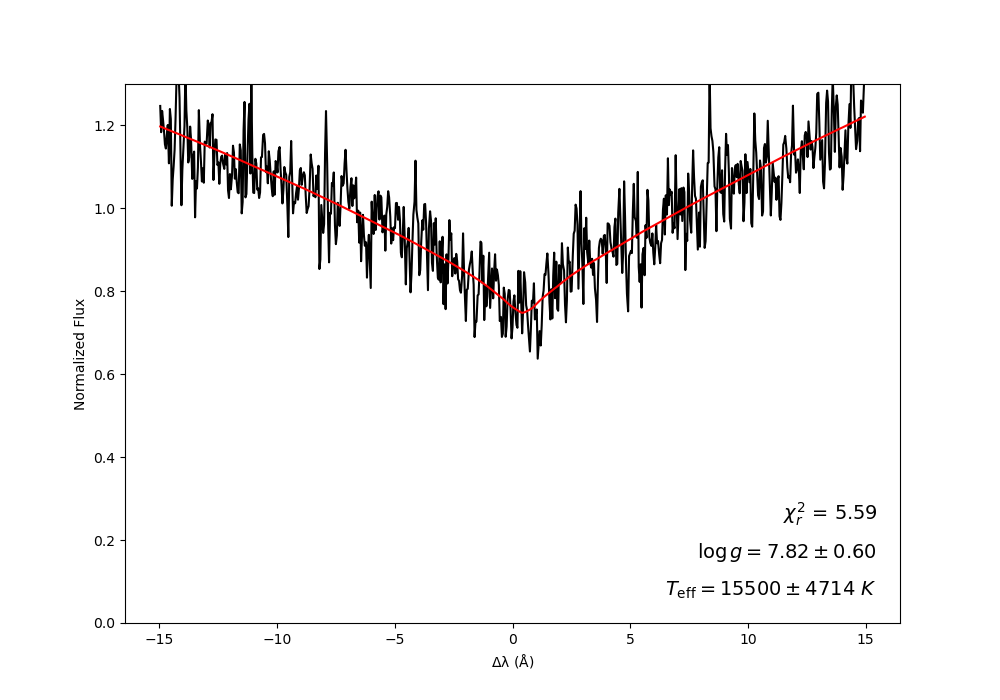 1.2
1.0
0.8
0.6
0.4
0.2
0.0
Normalized Flux
χ²ᵣ = 5.59
log g = 7.82 ± 0.60
T_eff = 15500 ± 4714 K
−15 −10 −5 0 5 10 15
Δλ (Å)